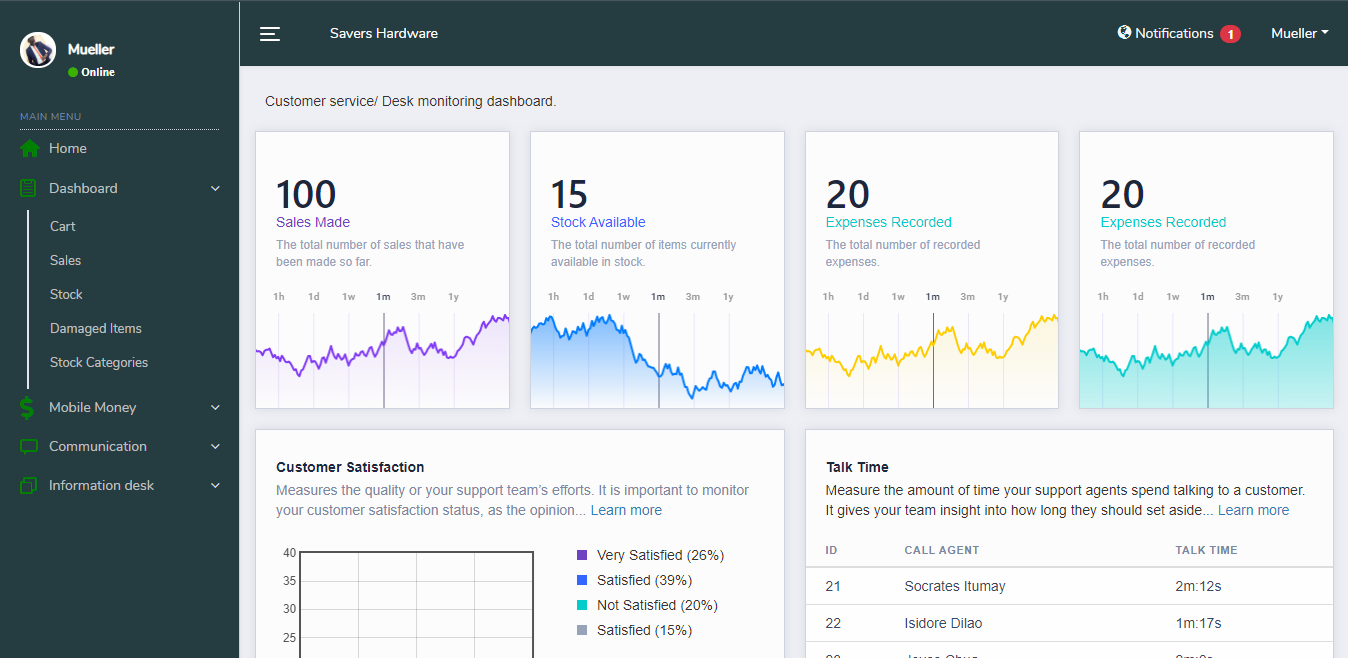 Mueller
Online
MAIN MENU
Home
Dashboard
Cart
Sales
Stock
Damaged Items
Stock Categories
Mobile Money
Communication
Information desk
Savers Hardware
Notifications 1
Mueller
Customer service/ Desk monitoring dashboard.
100
Sales Made
The total number of sales that have
been made so far.
1h 1d 1w 1m 3m 1y
15
Stock Available
The total number of items currently
available in stock.
1h 1d 1w 1m 3m 1y
20
Expenses Recorded
The total number of recorded
expenses.
1h 1d 1w 1m 3m 1y
20
Expenses Recorded
The total number of recorded
expenses.
1h 1d 1w 1m 3m 1y
Customer Satisfaction
Measures the quality or your support team's efforts. It is important to monitor
your customer satisfaction status, as the opinion... Learn more
40
35
30
25
Very Satisfied (26%)
Satisfied (39%)
Not Satisfied (20%)
Satisfied (15%)
Talk Time
Measure the amount of time your support agents spend talking to a customer.
It gives your team insight into how long they should set aside... Learn more
ID CALL AGENT TALK TIME
21 Socrates Itumay 2m:12s
22 Isidore Dilao 1m:17s